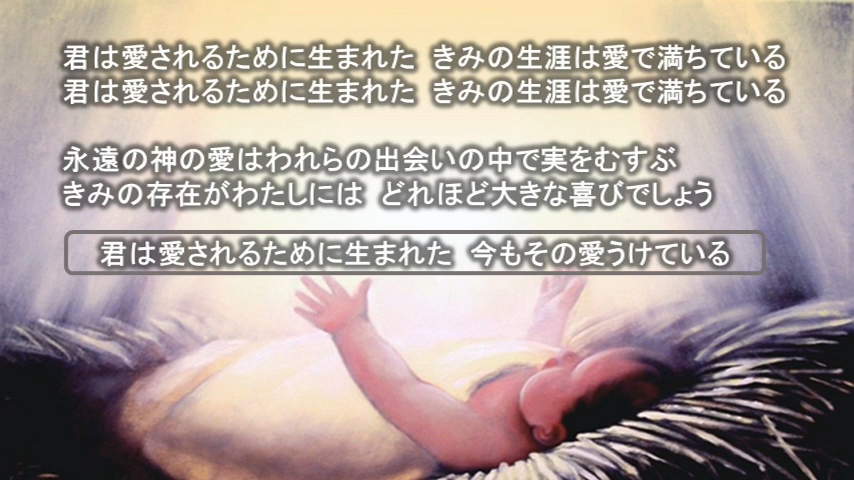 君は愛されるために生まれた きみの生涯は愛で満ちている
君は愛されるために生まれた きみの生涯は愛で満ちている
永遠の神の愛はわれらの出会いの中で実をむすぶ
きみの存在がわたしには どれほど大きな喜びでしょう
君は愛されるために生まれた 今もその愛うけている